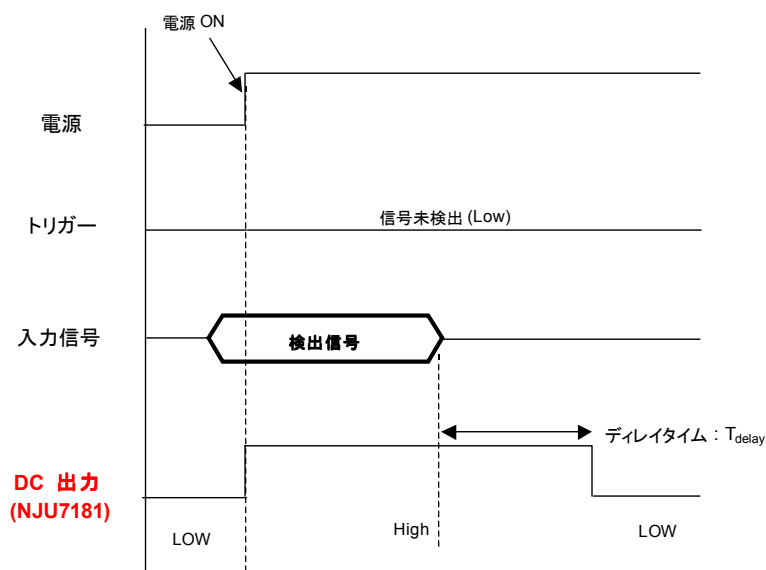 電源 ON
電源
トリガー
信号未検出 (Low)
入力信号
検出信号
ディレイタイム : Tdelay
DC 出力
(NJU7181)
LOW
High
LOW